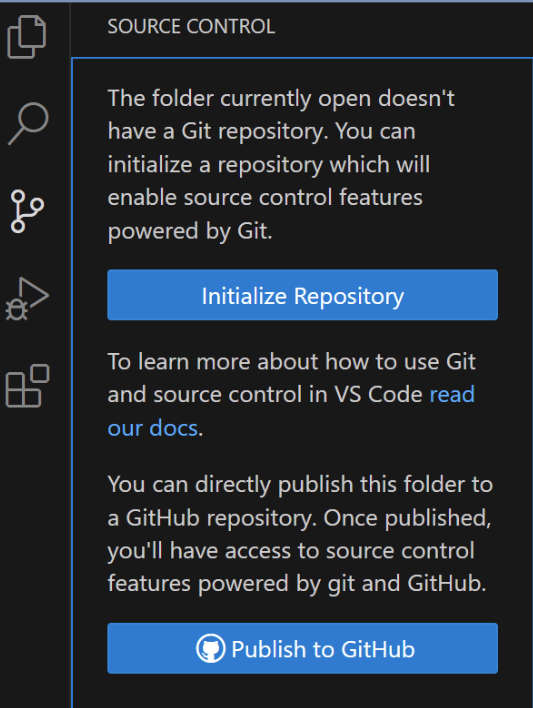 SOURCE CONTROL
The folder currently open doesn't
have a Git repository. You can
initialize a repository which will
enable source control features
powered by Git.
Initialize Repository
To learn more about how to use Git
and source control in VS Code read
our docs.
You can directly publish this folder to
a GitHub repository. Once published,
you'll have access to source control
features powered by git and GitHub.
Publish to GitHub